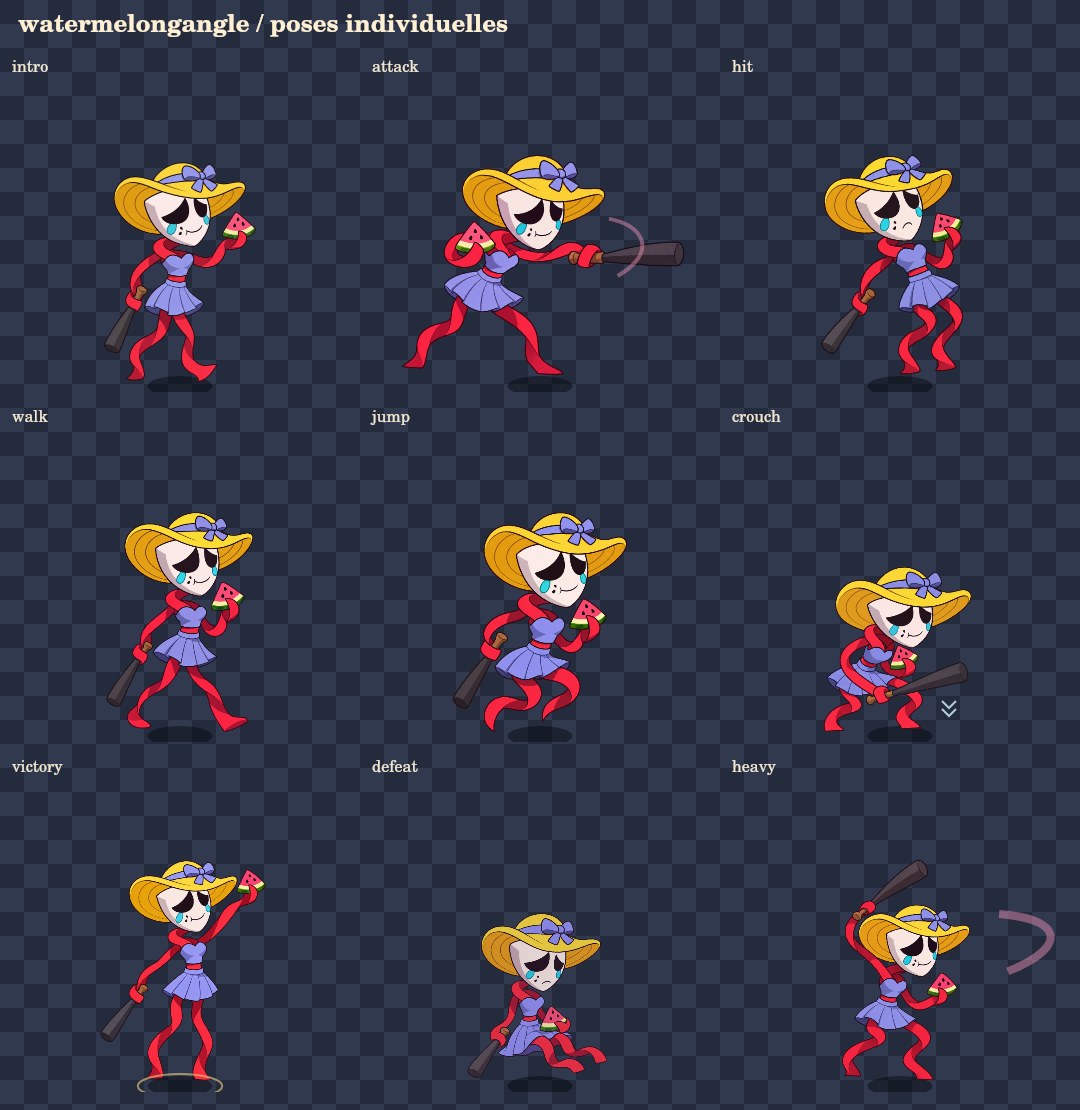 watermelongangle / poses individuelles
intro
attack
hit
walk
jump
crouch
victory
defeat
heavy